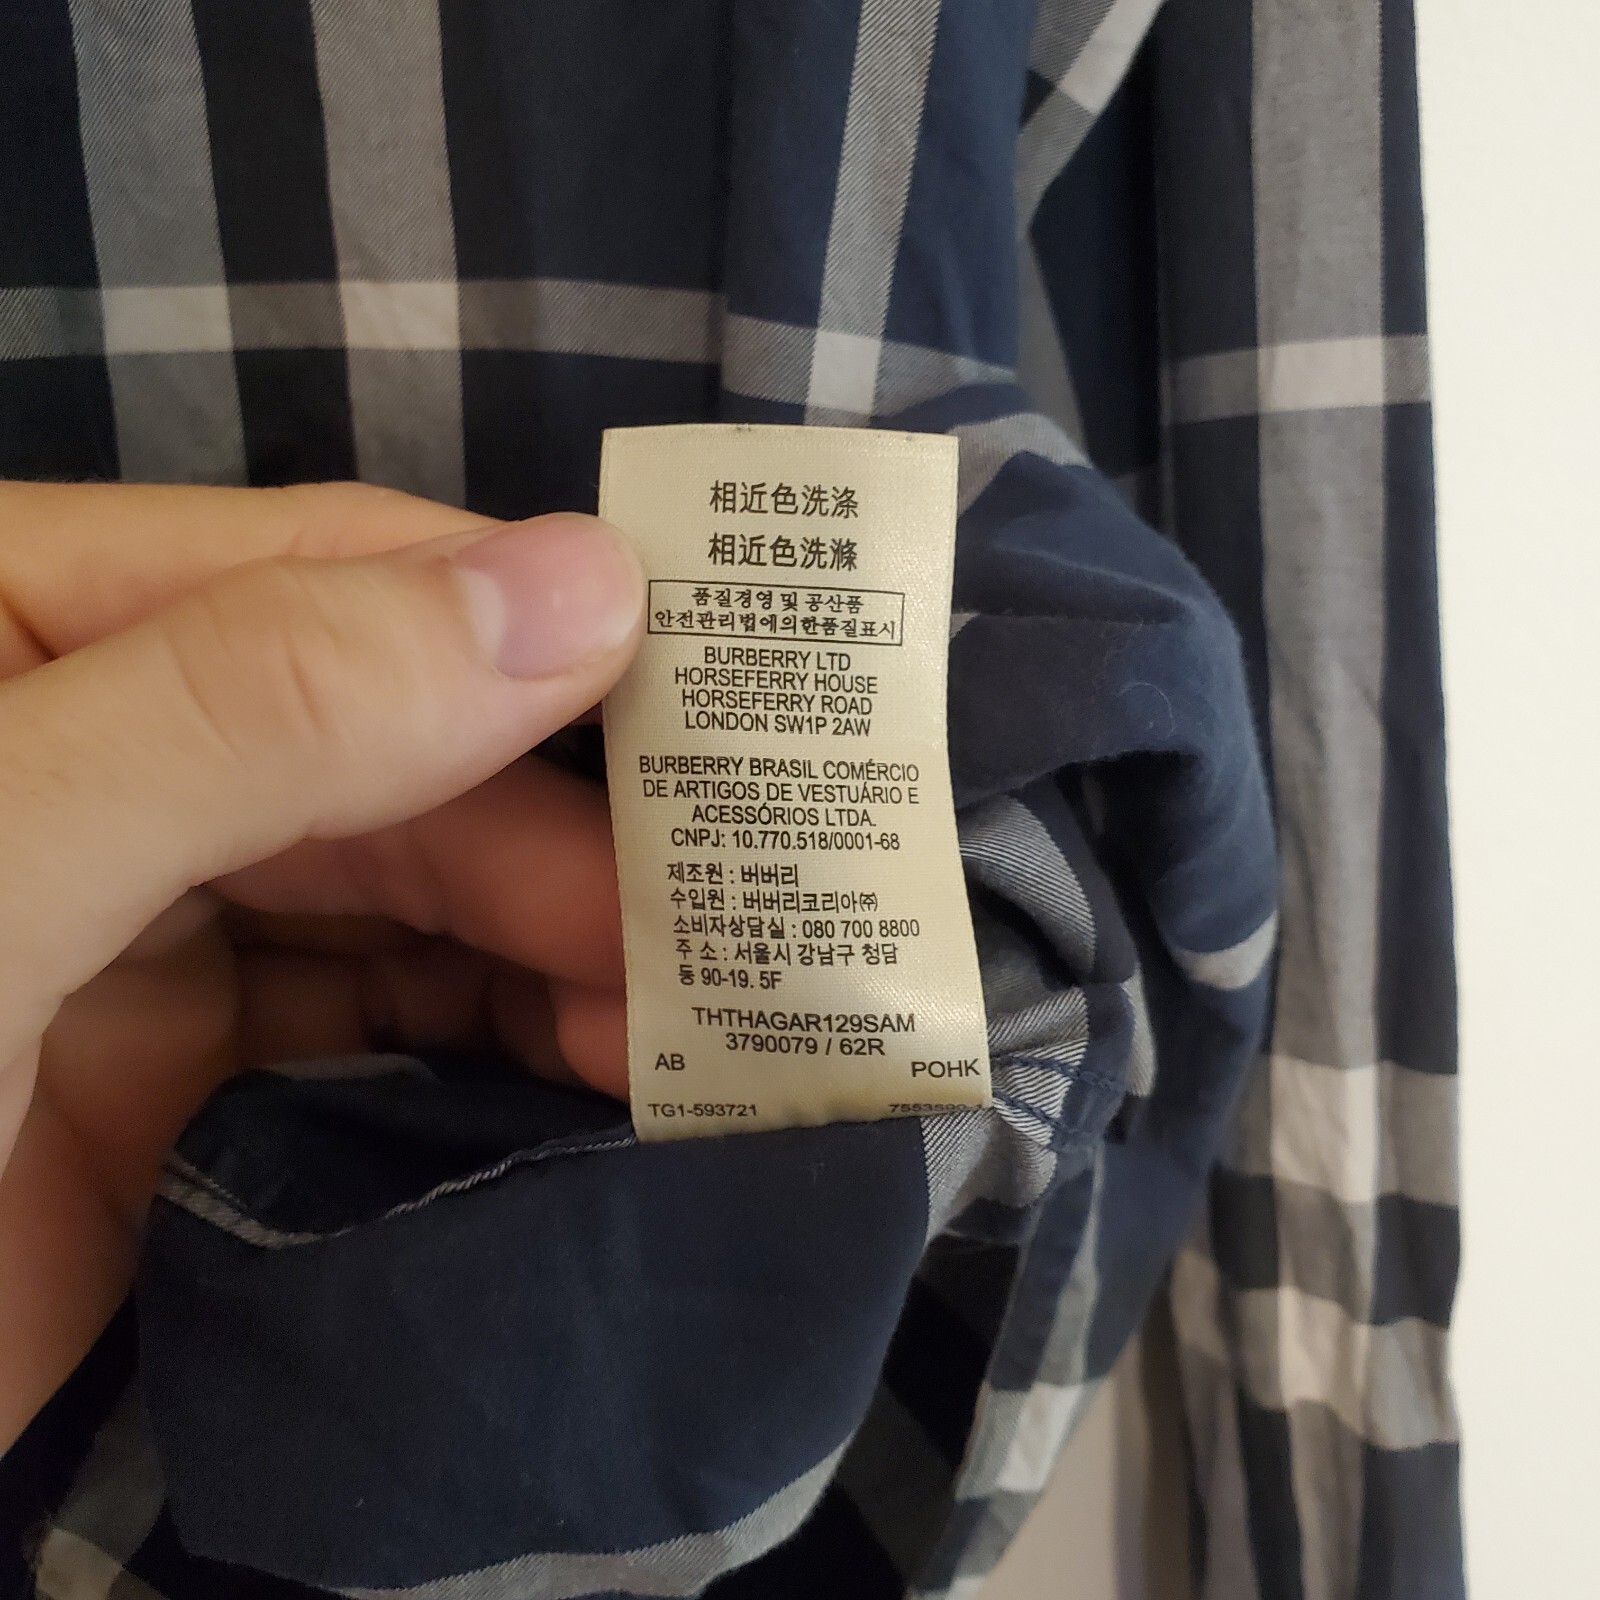 相近色洗涤
相近色洗滌
품질경영 및 공산품
안전관리법에의한품질표시
BURBERRY LTD
HORSEFERRY HOUSE
HORSEFERRY ROAD
LONDON SW1P 2AW
BURBERRY BRASIL COMÉRCIO
DE ARTIGOS DE VESTUÁRIO E
ACESSÓRIOS LTDA.
CNPJ: 10.770.518/0001-68
제조원 : 버버리
수입원 : 버버리코리아㈜
소비자상담실 : 080 700 8800
주 소 : 서울시 강남구 청담
동 90-19. 5F
THTHAGAR129SAM
3790079 / 62R
AB POHK
TG1-593721